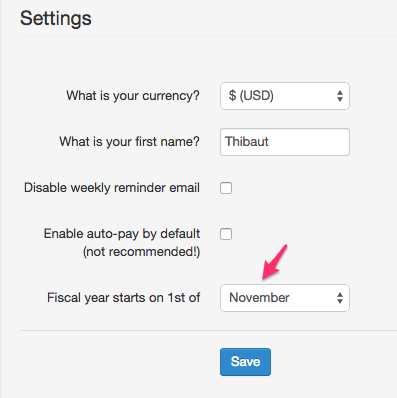 Settings
What is your currency? $ (USD)
What is your first name? Thibaut
Disable weekly reminder email
Enable auto-pay by default
(not recommended!)
Fiscal year starts on 1st of November
Save